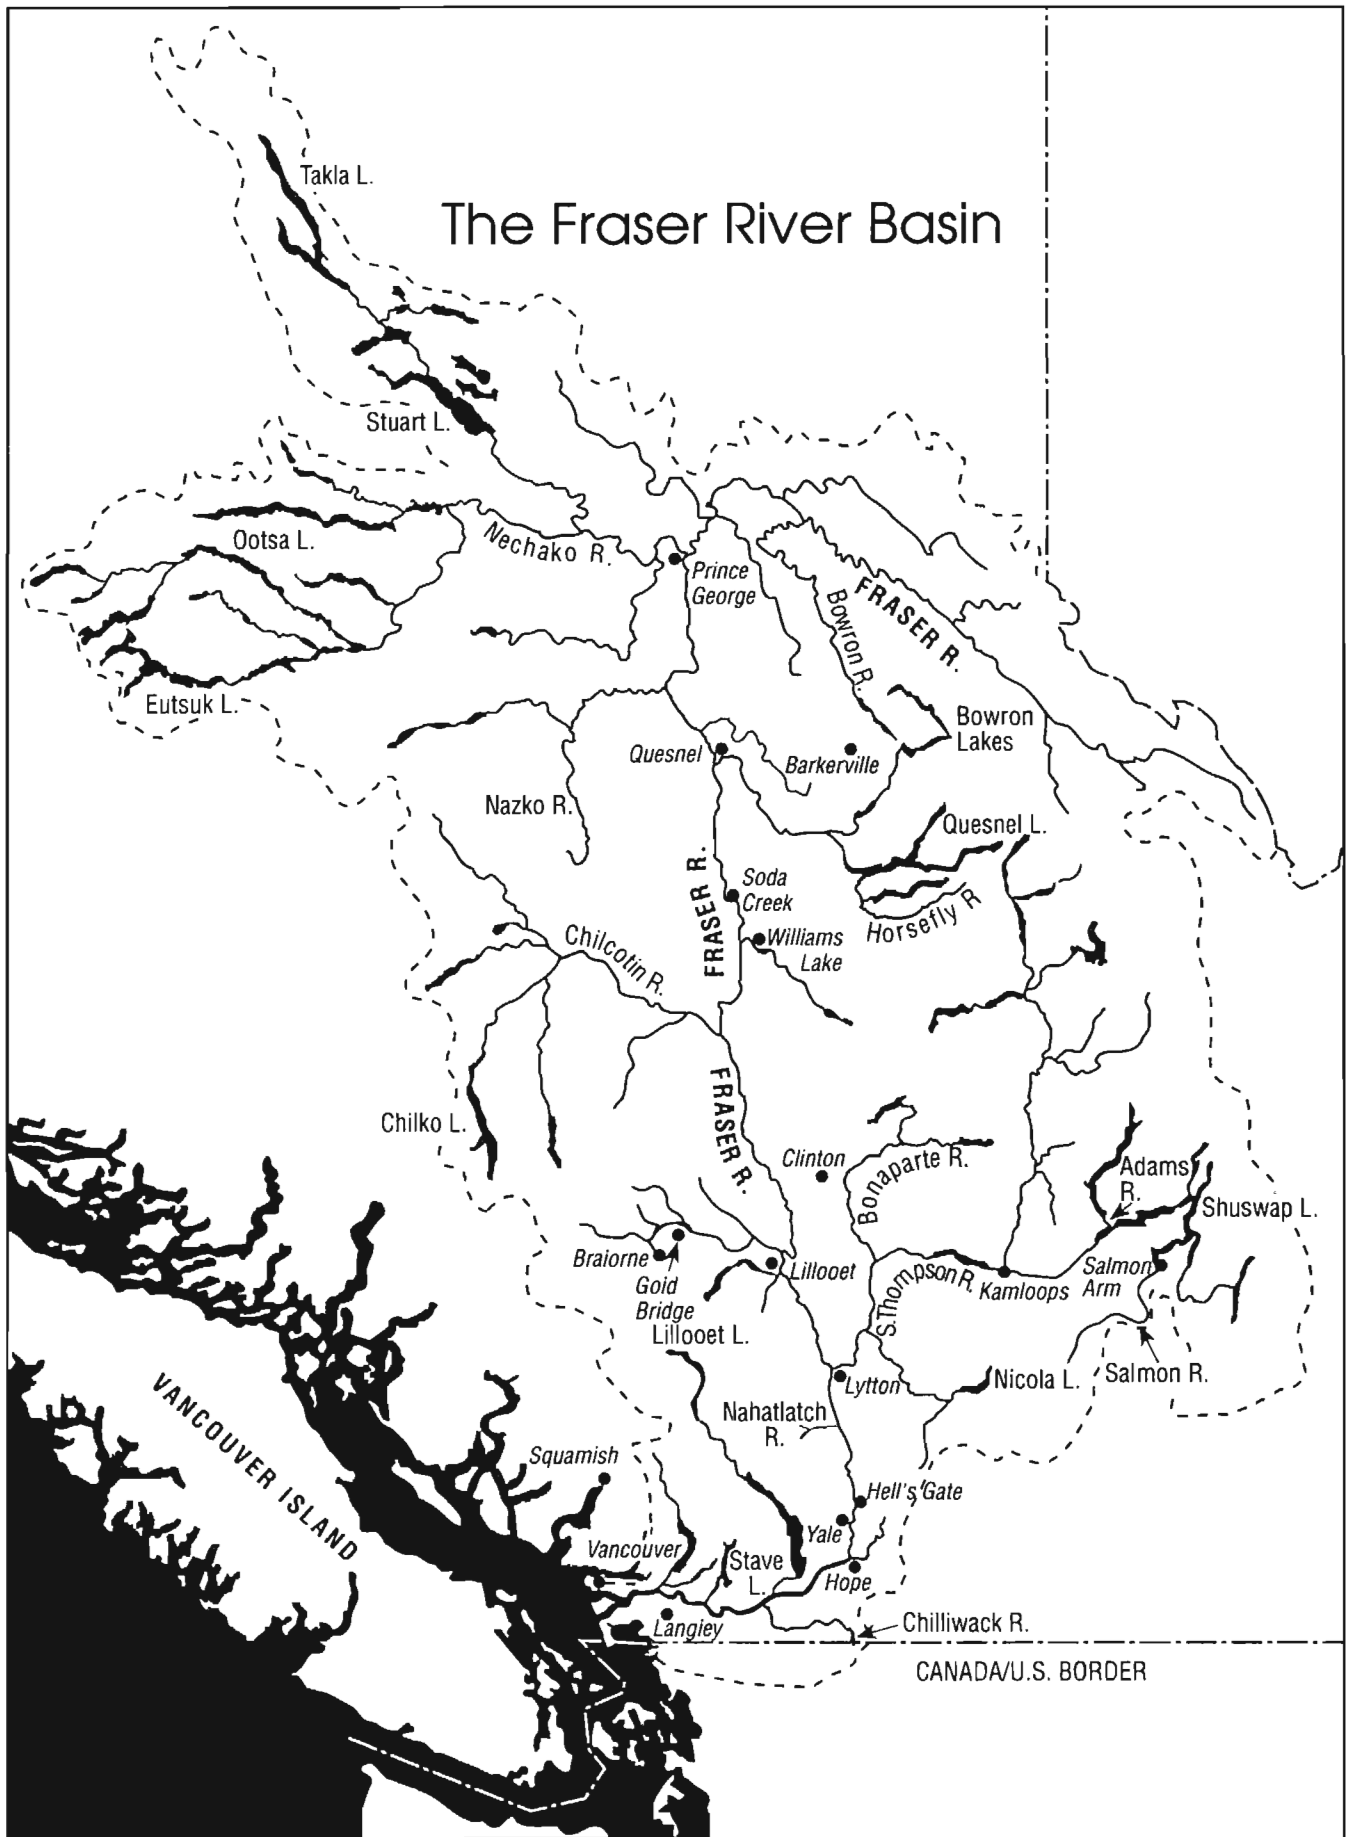 Takla L.
The Fraser River Basin
Stuart L.
Ootsa L.
Nechako R.
Prince
George
FRASER R.
Bowron R.
Eutsuk L.
Bowron
Lakes
Quesnel
Barkerville
Nazko R.
Quesnel L.
FRASER R.
Soda
Creek
Horsefly R
Williams
Lake
Chilcotin R.
FRASER R.
Chilko L.
Clinton
Bonaparte R.
Adams
R.
Shuswap L.
Braiorne
Goid
Bridge
Lillooet
S.Thompson R.
Kamloops
Salmon
Arm
Lillooet L.
Lytton
Nicola L.
Salmon R.
VANCOUVER ISLAND
Nahatlatch
R.
Squamish
Hell's Gate
Yale
Vancouver
Stave
L.
Hope
Langiey
Chilliwack R.
CANADA/U.S. BORDER